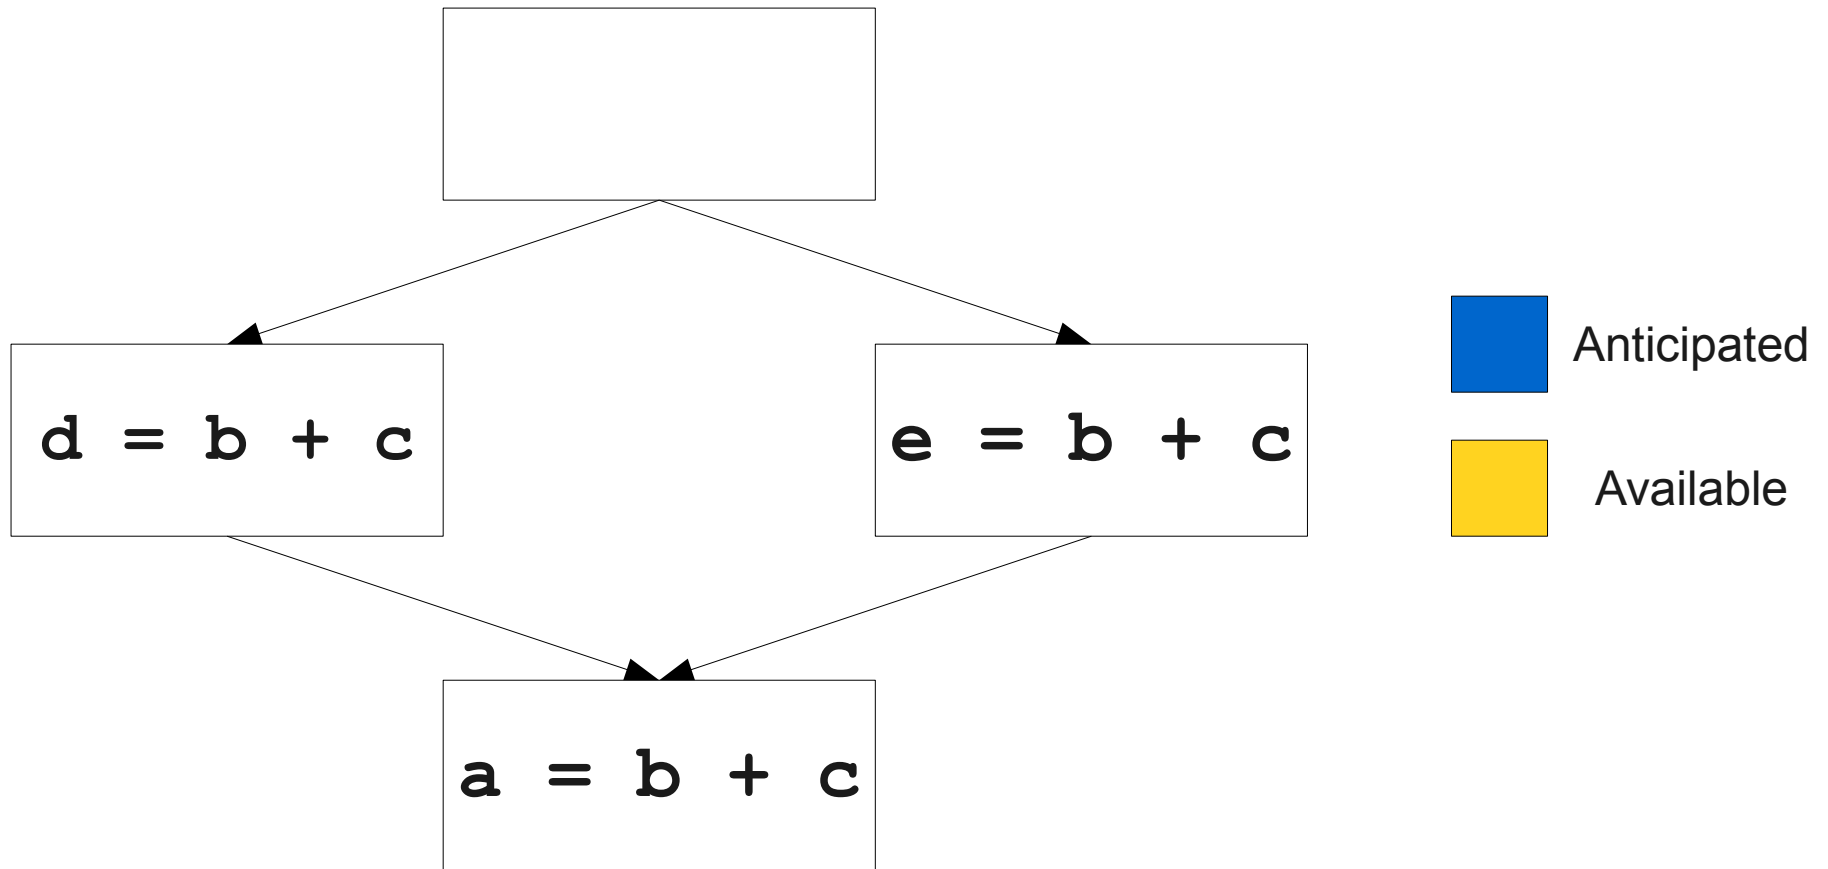 d = b + c
e = b + c
a = b + c
Anticipated
Available